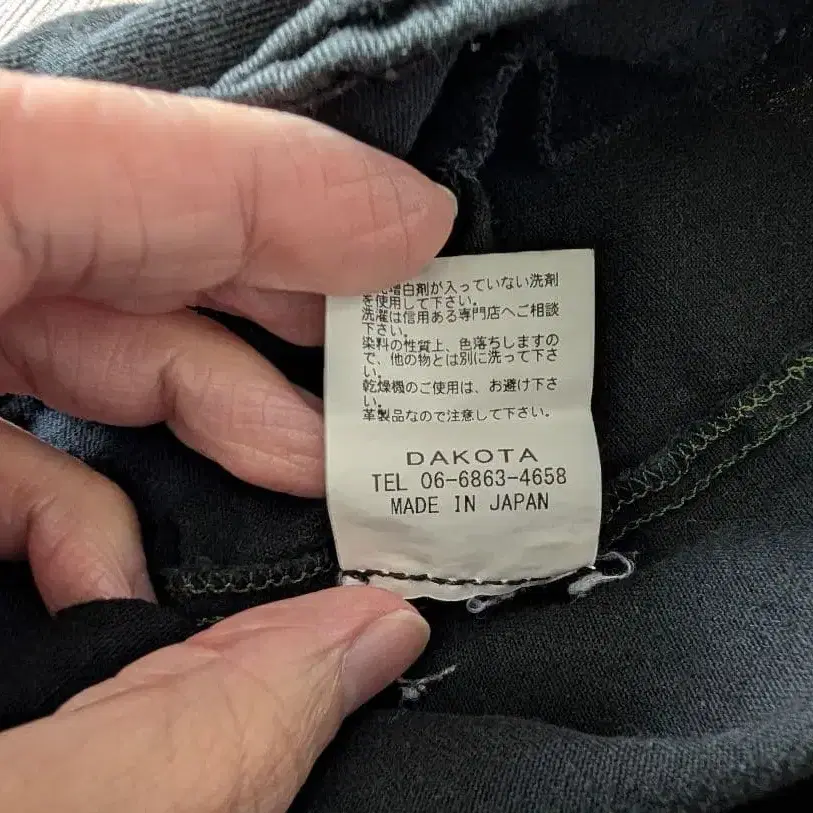 増白剤が入っていない洗剤
を使用して下さい。
洗濯は信用ある専門店へご相談
下さい。
染料の性質上、色落ちしますの
で、他の物とは別に洗って下さ
い。
乾燥機のご使用は、お避け下さ
い。
革製品なので注意して下さい。
DAKOTA
TEL 06-6863-4658
MADE IN JAPAN